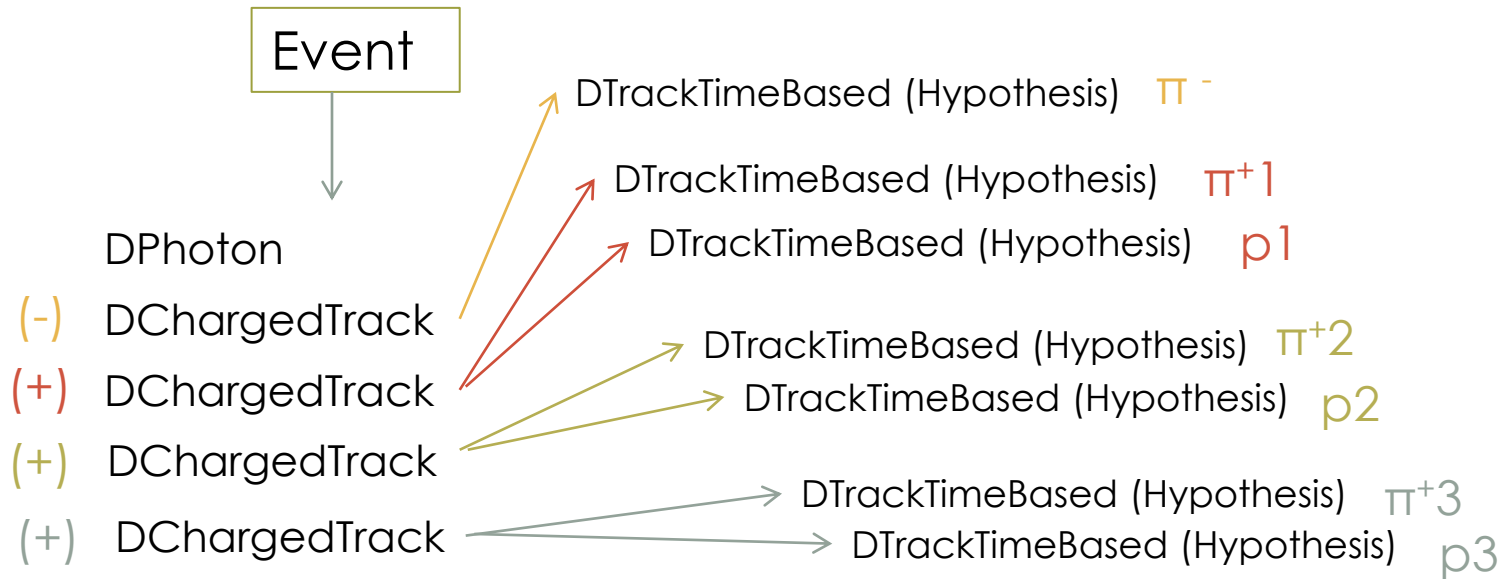 Event
DTrackTimeBased (Hypothesis) π -
DTrackTimeBased (Hypothesis) π+1
DTrackTimeBased (Hypothesis) p1
DPhoton
(-) DChargedTrack
DTrackTimeBased (Hypothesis) π+2
(+) DChargedTrack
DTrackTimeBased (Hypothesis) p2
(+) DChargedTrack
DTrackTimeBased (Hypothesis) π+3
(+) DChargedTrack
DTrackTimeBased (Hypothesis) p3